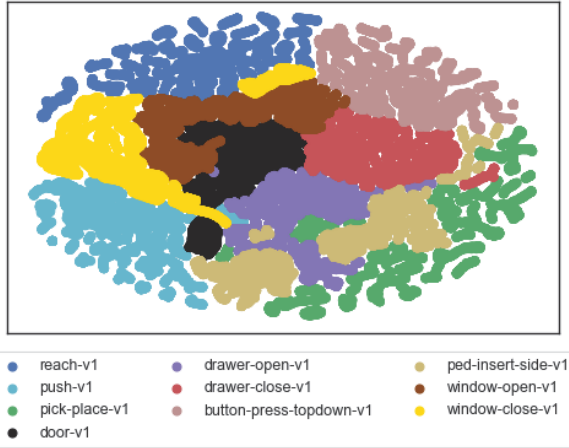 reach-v1
push-v1
pick-place-v1
door-v1
drawer-open-v1
drawer-close-v1
button-press-topdown-v1
ped-insert-side-v1
window-open-v1
window-close-v1